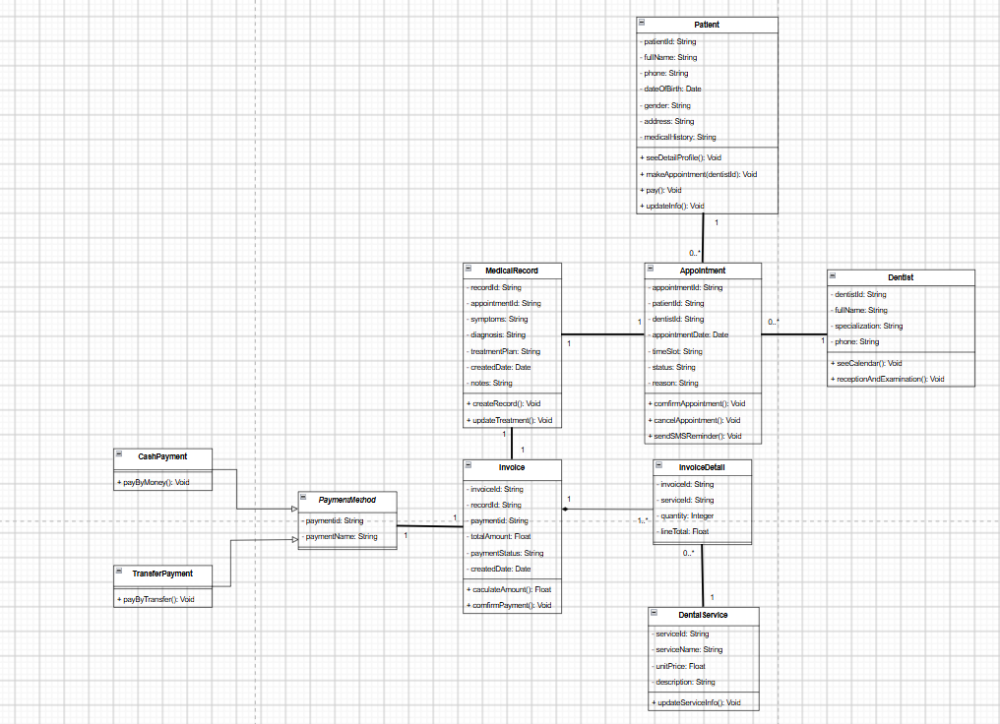 Patient
- patientId: String
- fullName: String
- phone: String
- dateOfBirth: Date
- gender: String
- address: String
- medicalHistory: String
+ seeDetailProfile(): Void
+ makeAppointment(dentistId): Void
+ pay(): Void
+ updateInfo(): Void
1
0..*
MedicalRecord
- recordId: String
- appointmentId: String
- symptoms: String
- diagnosis: String
- treatmentPlan: String
- createdDate: Date
- notes: String
+ createRecord(): Void
+ updateTreatment(): Void
1
1
Appointment
- appointmentId: String
- patientId: String
- dentistId: String
- appointmentDate: Date
- timeSlot: String
- status: String
- reason: String
+ comfirmAppointment(): Void
+ cancelAppointment(): Void
+ sendSMSReminder(): Void
0..*
1
Dentist
- dentistId: String
- fullName: String
- specialization: String
- phone: String
+ seeCalendar(): Void
+ receptionAndExamination(): Void
1
1
CashPayment
+ payByMoney(): Void
TransferPayment
+ payByTransfer(): Void
PaymentMethod
- paymentid: String
- paymentName: String
1
1
Invoice
- invoiceId: String
- recordId: String
- paymentid: String
- totalAmount: Float
- paymentStatus: String
- createdDate: Date
+ caculateAmount(): Float
+ comfirmPayment(): Void
1
1..*
InvoiceDetail
- invoiceId: String
- serviceId: String
- quantity: Integer
- lineTotal: Float
0..*
1
DentalService
- serviceId: String
- serviceName: String
- unitPrice: Float
- description: String
+ updateServiceInfo(): Void